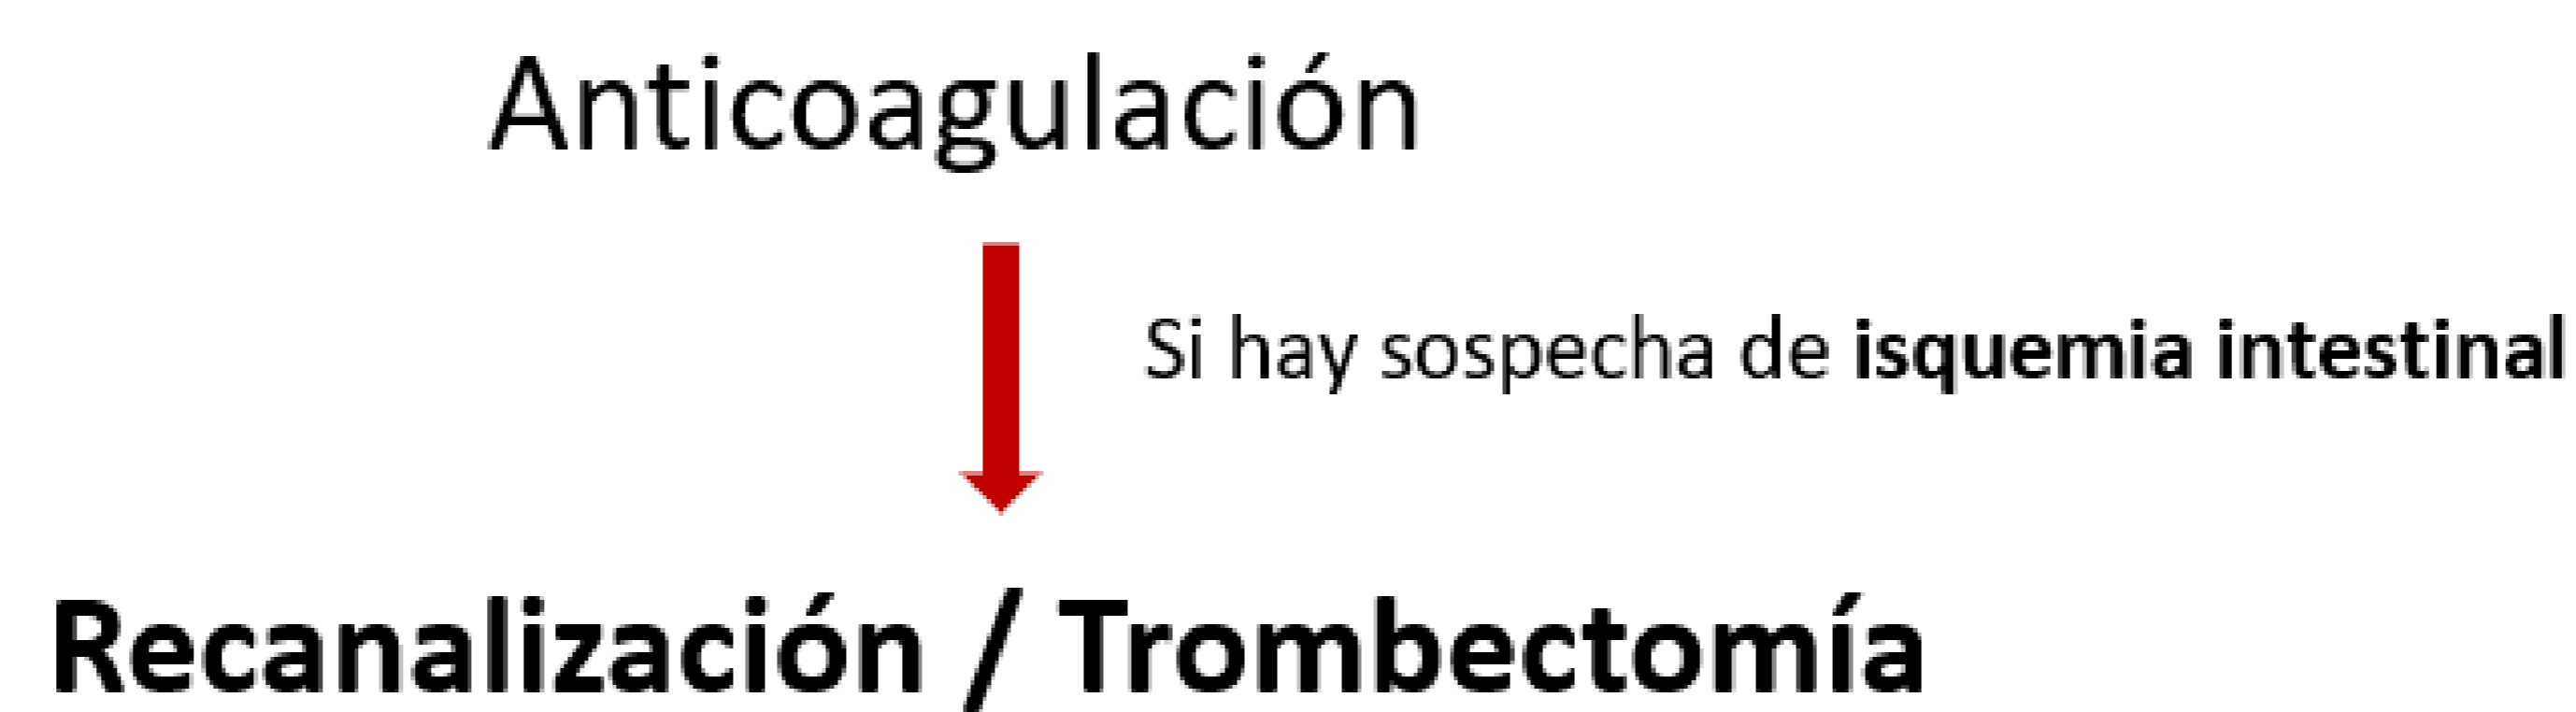 Anticoagulación
Si hay sospecha de isquemia intestinal
Recanalización / Trombectomía